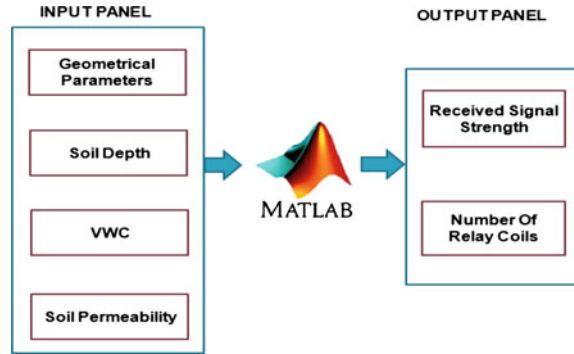 INPUT PANEL
Geometrical
Parameters
Soil Depth
VWC
Soil Permeability
MATLAB
OUTPUT PANEL
Received Signal
Strength
Number Of
Relay Coils